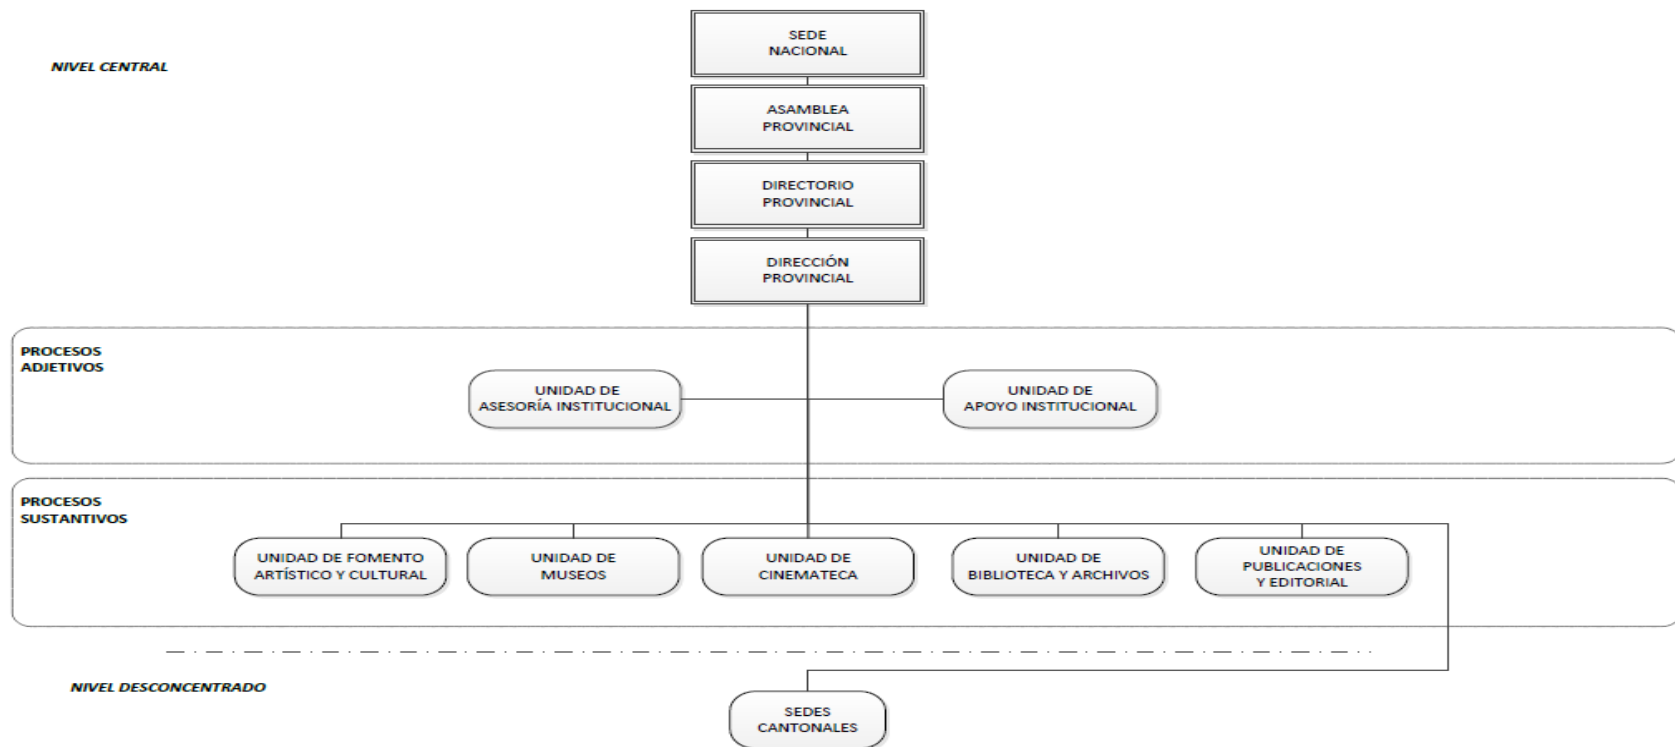 SEDE
NACIONAL
NIVEL CENTRAL
ASAMBLEA
PROVINCIAL
DIRECTORIO
PROVINCIAL
DIRECCIÓN
PROVINCIAL
PROCESOS
ADJETIVOS
UNIDAD DE
ASESORÍA INSTITUCIONAL
UNIDAD DE
APOYO INSTITUCIONAL
PROCESOS
SUSTANTIVOS
UNIDAD DE FOMENTO
ARTÍSTICO Y CULTURAL
UNIDAD DE
MUSEOS
UNIDAD DE
CINEMATECA
UNIDAD DE
BIBLIOTECA Y ARCHIVOS
UNIDAD DE
PUBLICACIONES
Y EDITORIAL
NIVEL DESCONCENTRADO
SEDES
CANTONALES